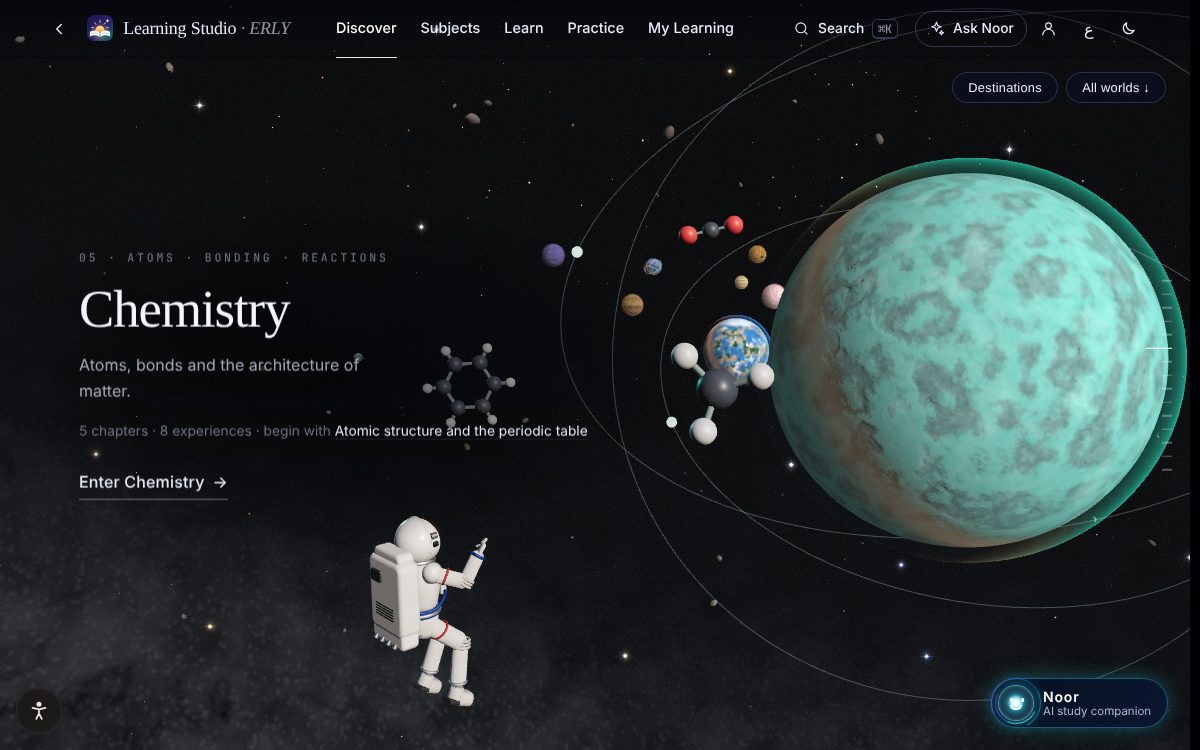 Learning Studio · ERLY
Discover
Subjects
Learn
Practice
My Learning
Search ⌘K
Ask Noor
ع
Destinations
All worlds ↓
05 · ATOMS · BONDING · REACTIONS
Chemistry
Atoms, bonds and the architecture of
matter.
5 chapters · 8 experiences · begin with Atomic structure and the periodic table
Enter Chemistry →
Noor
AI study companion